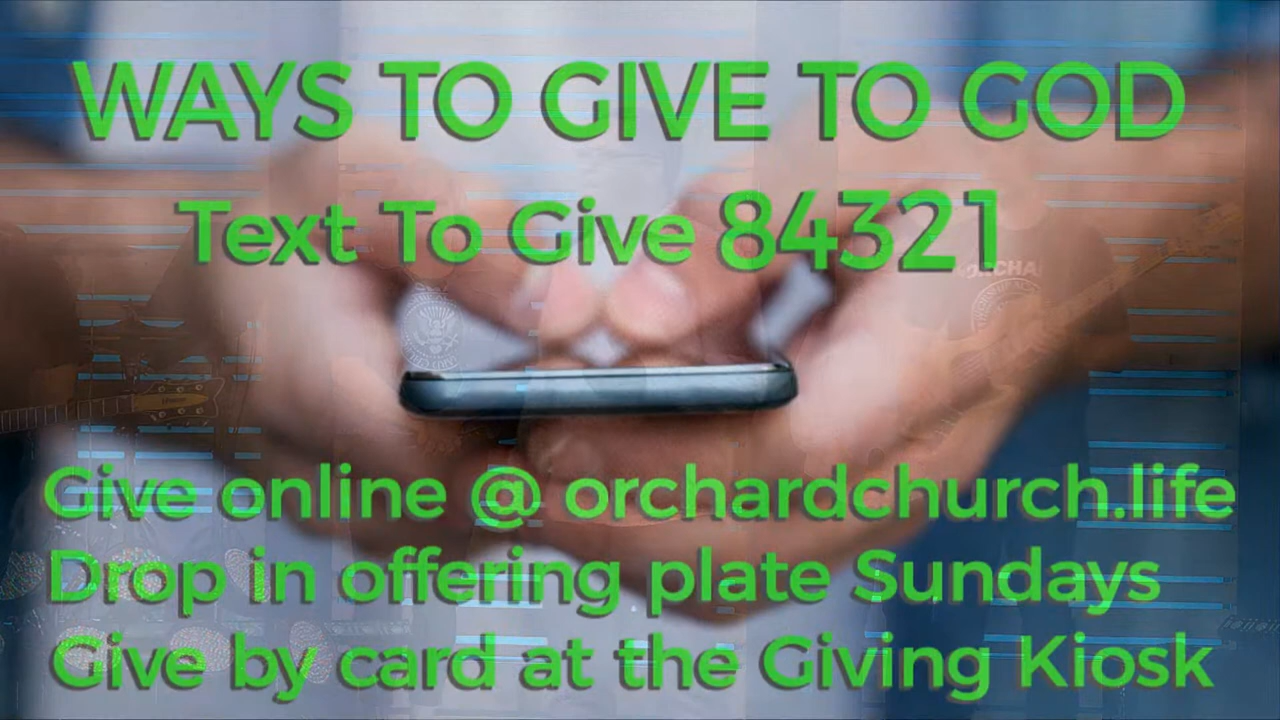 WAYS TO GIVE TO GOD
Text To Give 84321
Give online @ orchardchurch.life
Drop in offering plate Sundays
Give by card at the Giving Kiosk